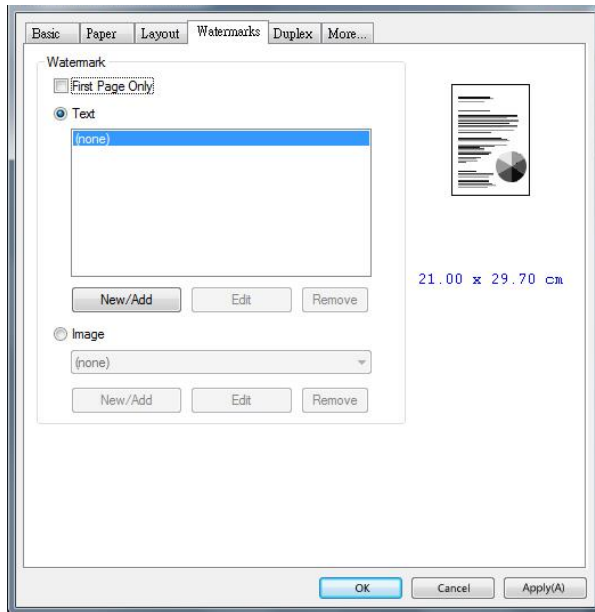 Basic Paper Layout Watermarks Duplex More...
Watermark
First Page Only
Text
(none)
21.00 x 29.70 cm
New/Add Edit Remove
Image
(none)
New/Add Edit Remove
OK Cancel Apply(A)